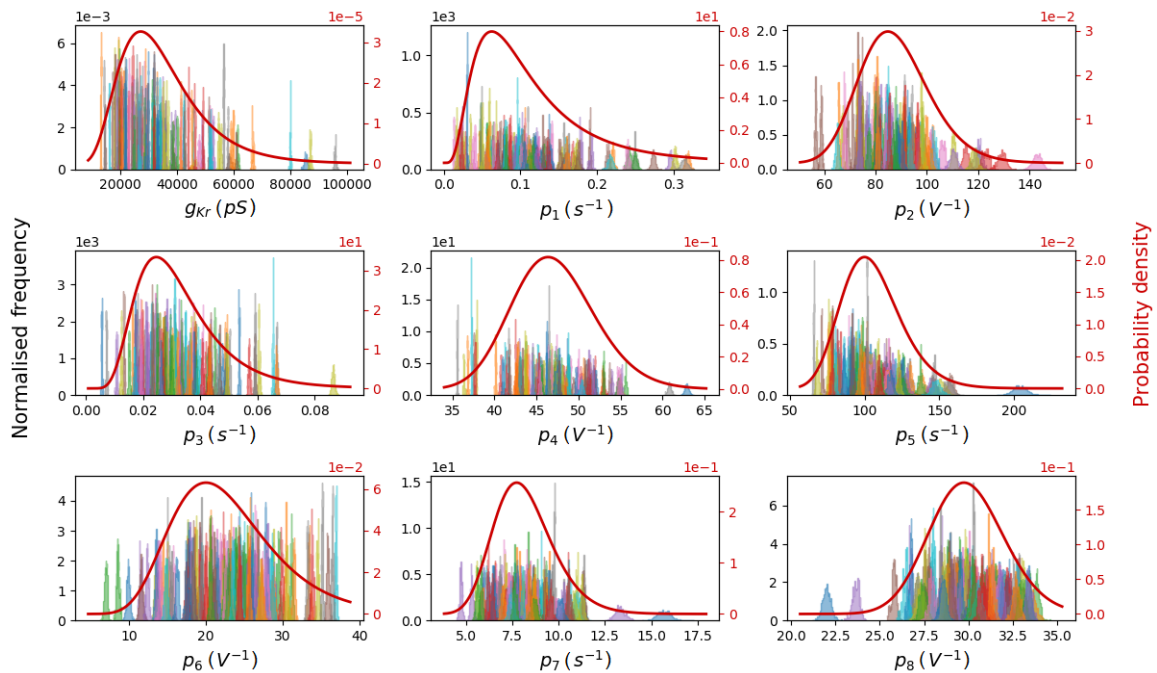 1e−3 1e−5 1e3 1e1 1e−2
6 4 2 0 3 2 1 0
1.0 0.5 0.0 0.8 0.6 0.4 0.2 0.0
2.0 1.5 1.0 0.5 0.0 3 2 1 0
20000 40000 60000 80000 100000 0.0 0.1 0.2 0.3 60 80 100 120 140
g_Kr (pS) p_1 (s^−1) p_2 (V^−1)
Normalised frequency
Probability density
1e3 1e1 1e1 1e−1 1e−2
3 2 1 0 3 2 1 0
2.0 1.5 1.0 0.5 0.0 0.8 0.6 0.4 0.2 0.0
1.0 0.5 0.0 2.0 1.5 1.0 0.5 0.0
0.00 0.02 0.04 0.06 0.08 35 40 45 50 55 60 65 50 100 150 200
p_3 (s^−1) p_4 (V^−1) p_5 (s^−1)
1e−2 1e1 1e−1 1e−1
4 3 2 1 0 6 4 2 0
1.5 1.0 0.5 0.0 2 1 0
6 4 2 0 1.5 1.0 0.5 0.0
10 20 30 40 5.0 7.5 10.0 12.5 15.0 17.5 20.0 22.5 25.0 27.5 30.0 32.5 35.0
p_6 (V^−1) p_7 (s^−1) p_8 (V^−1)